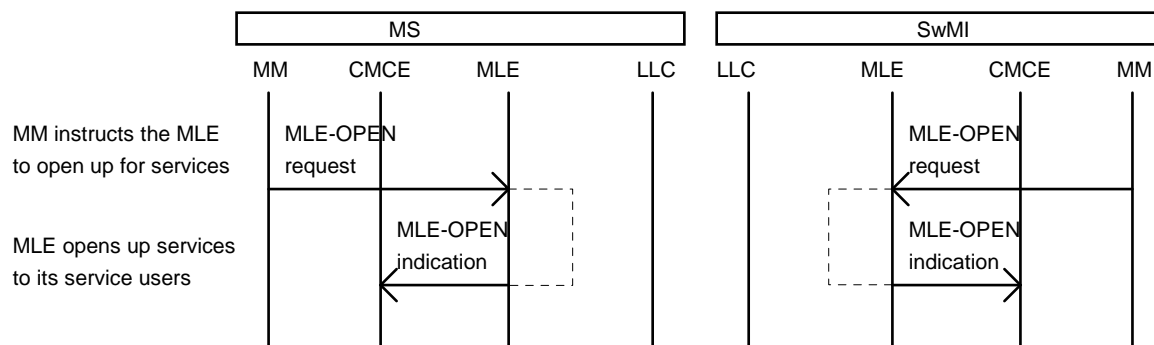 MS SwMI
MM CMCE MLE LLC LLC MLE CMCE MM
MM instructs the MLE
to open up for services
MLE-OPEN
request
MLE-OPEN
request
MLE opens up services
to its service users
MLE-OPEN
indication
MLE-OPEN
indication